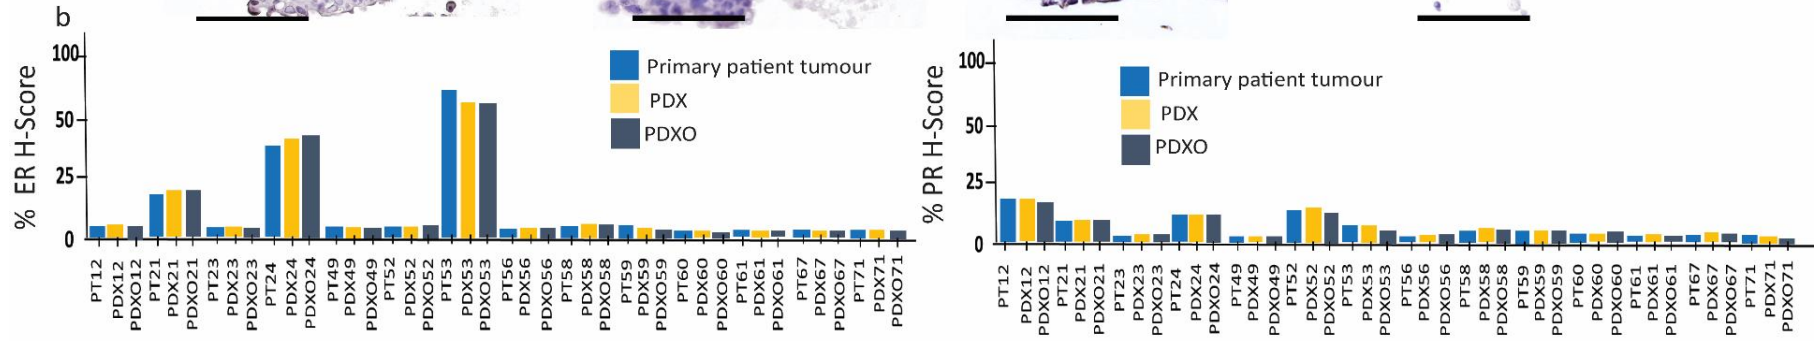 b
100
50
25
0
% ER H-Score
Primary patient tumour
PDX
PDXO
PT12
PDX12
PDXO12
PT21
PDX21
PDXO21
PT23
PDX23
PDXO23
PT24
PDX24
PDXO24
PT49
PDX49
PDXO49
PT52
PDX52
PDXO52
PT53
PDX53
PDXO53
PT56
PDX56
PDXO56
PT58
PDX58
PDXO58
PT59
PDX59
PDXO59
PT60
PDX60
PDXO60
PT61
PDX61
PDXO61
PT67
PDX67
PDXO67
PT71
PDX71
PDXO71
100
50
25
0
% PR H-Score
Primary patient tumour
PDX
PDXO
PT12
PDX12
PDXO12
PT21
PDX21
PDXO21
PT23
PDX23
PDXO23
PT24
PDX24
PDXO24
PT49
PDX49
PDXO49
PT52
PDX52
PDXO52
PT53
PDX53
PDXO53
PT56
PDX56
PDXO56
PT58
PDX58
PDXO58
PT59
PDX59
PDXO59
PT60
PDX60
PDXO60
PT61
PDX61
PDXO61
PT67
PDX67
PDXO67
PT71
PDX71
PDXO71